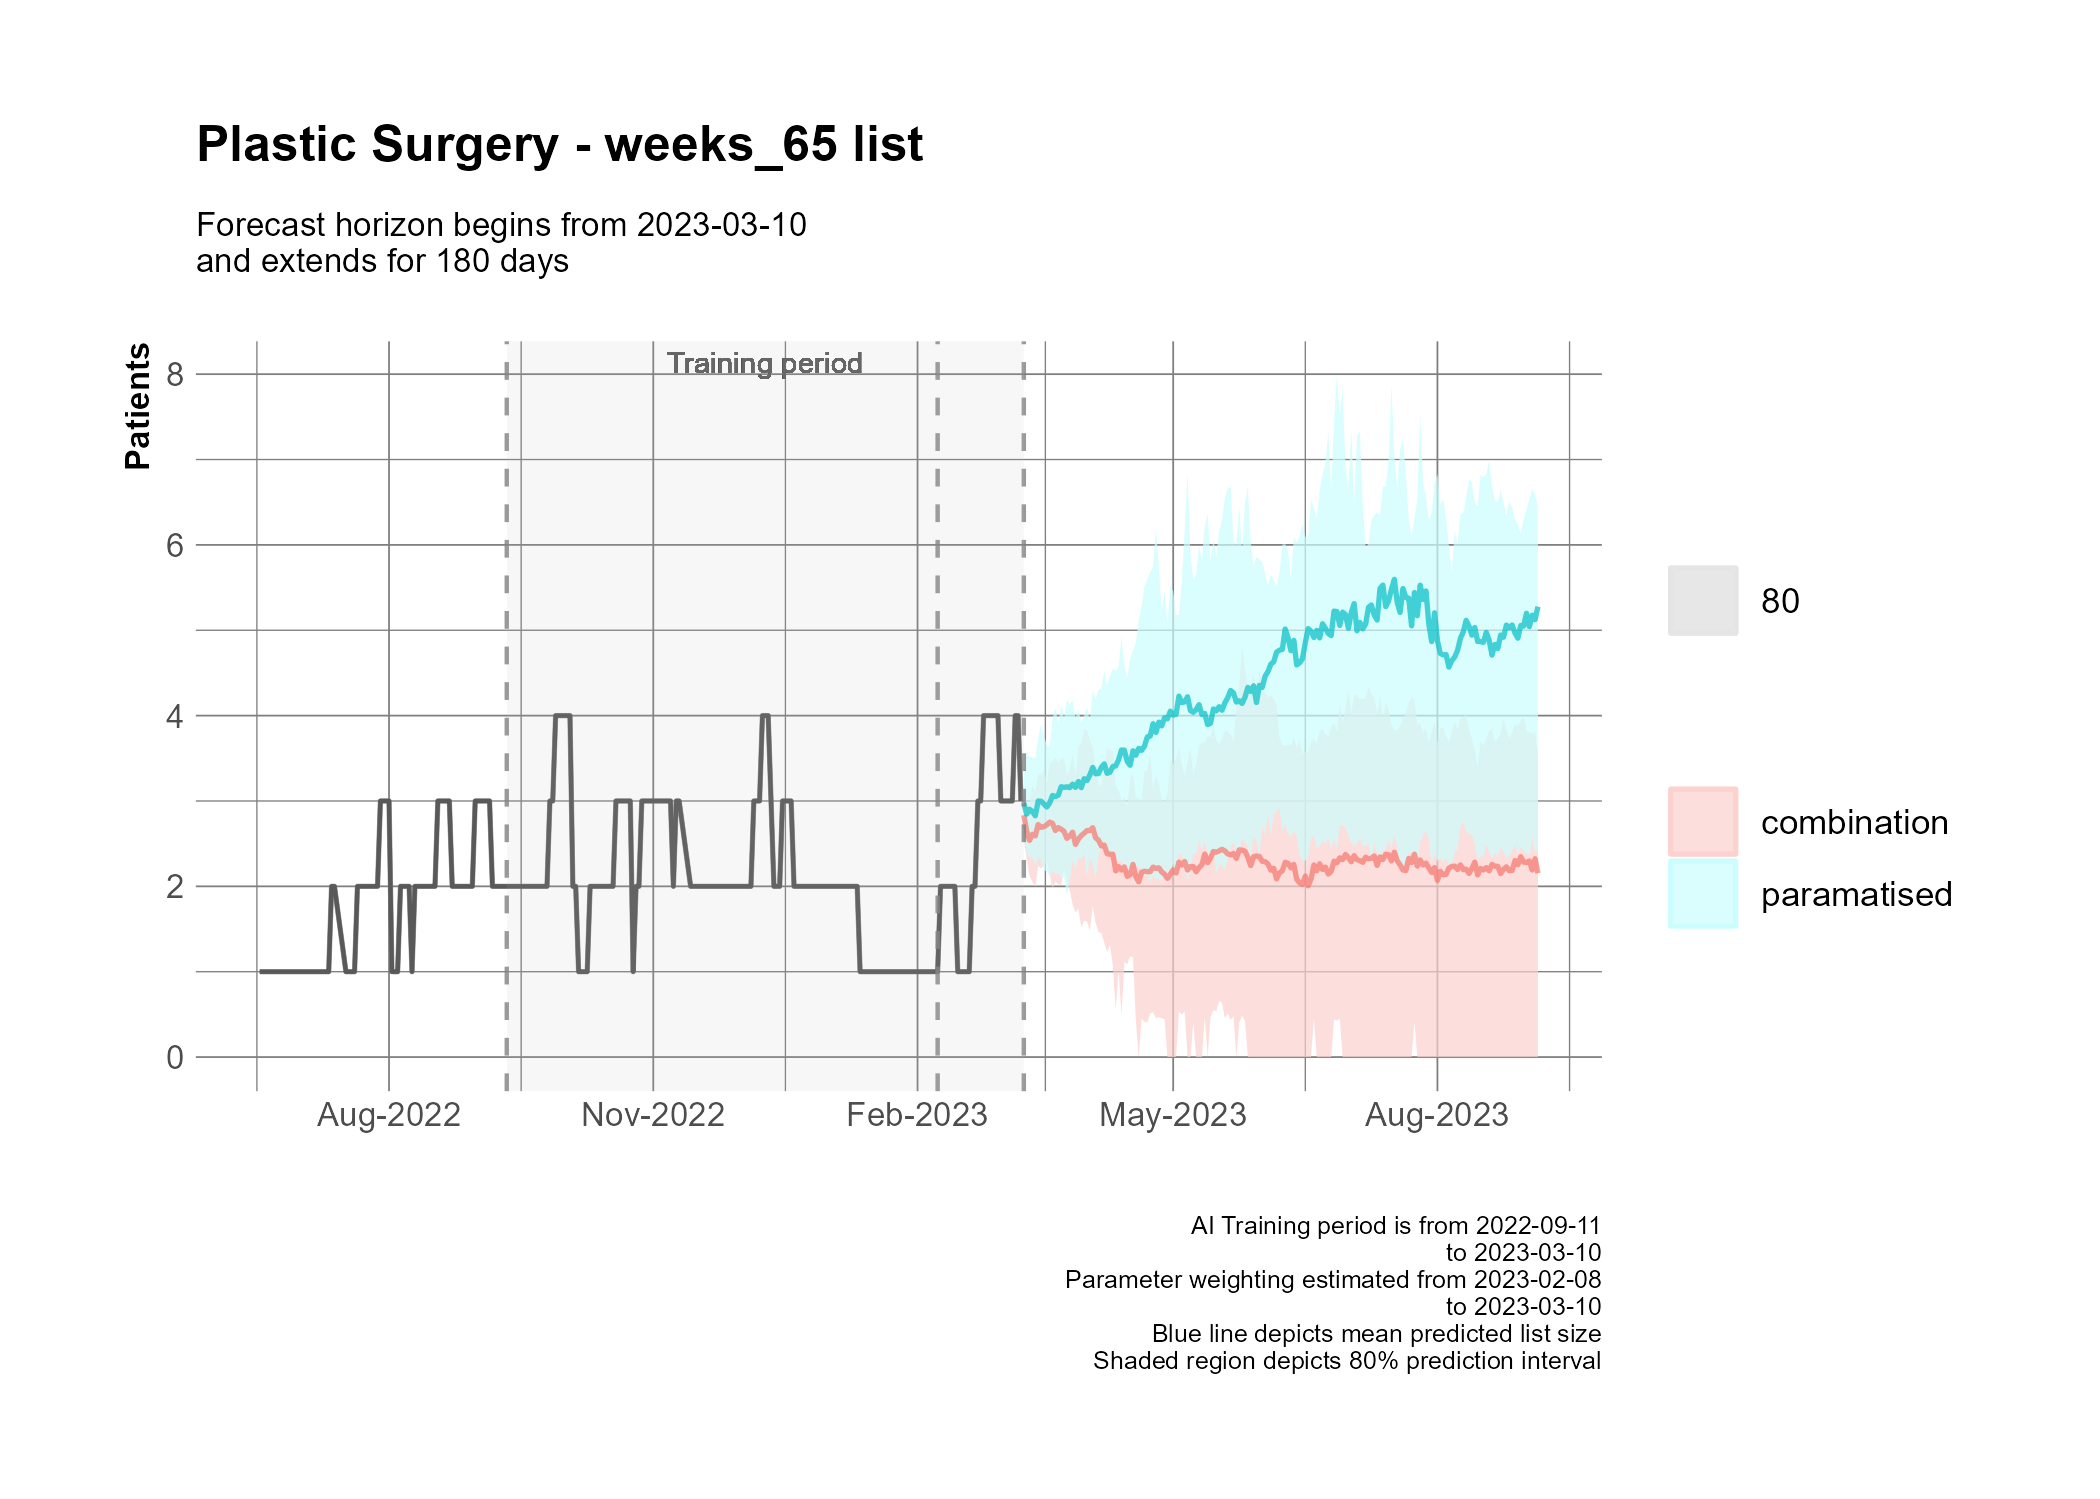 Plastic Surgery - weeks_65 list
Forecast horizon begins from 2023-03-10
and extends for 180 days
Patients
Training period
8
6
4
2
0
Aug-2022
Nov-2022
Feb-2023
May-2023
Aug-2023
80
combination
paramatised
AI Training period is from 2022-09-11
to 2023-03-10
Parameter weighting estimated from 2023-02-08
to 2023-03-10
Blue line depicts mean predicted list size
Shaded region depicts 80% prediction interval